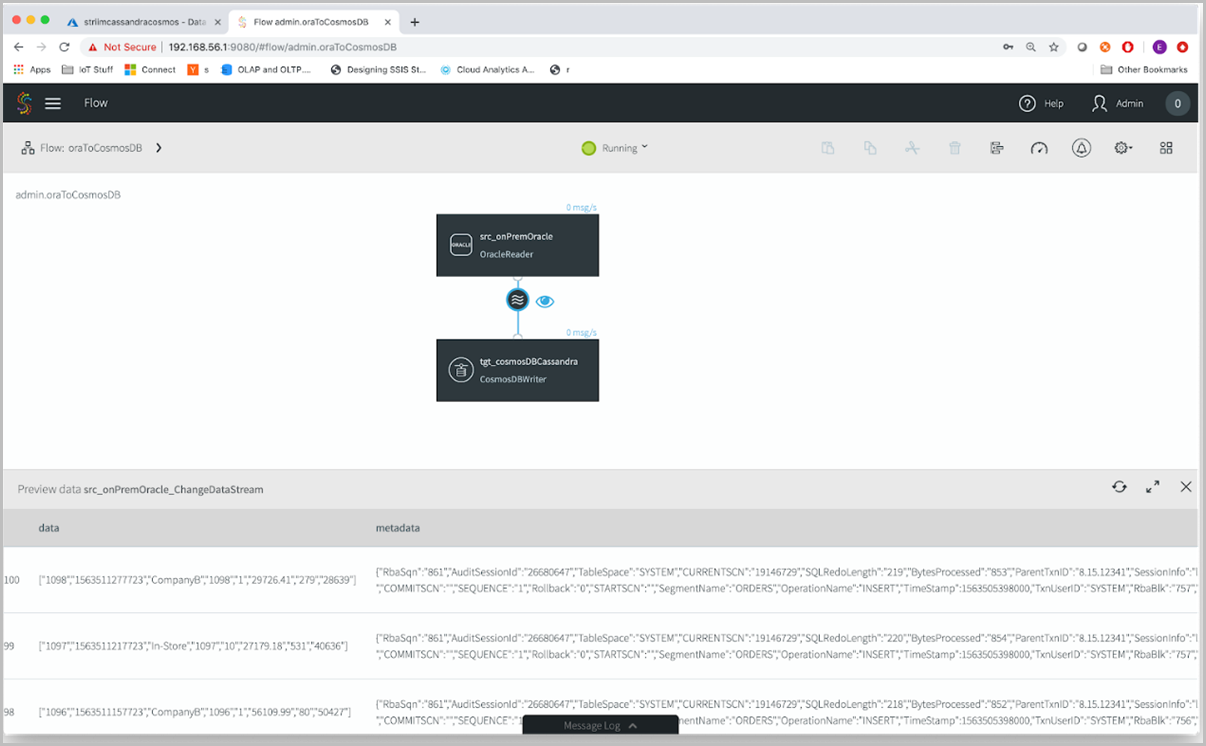 striimcassandracosmos - Data
Flow admin.oraToCosmosDB
Not Secure | 192.168.56.1:9080/#flow/admin.oraToCosmosDB
E
Apps IoT Stuff Connect Y s OLAP and OLTP.... Designing SSIS St... Cloud Analytics A... r Other Bookmarks
Flow Help Admin 0
Flow: oraToCosmosDB Running
admin.oraToCosmosDB
0 msg/s
ORACLE
src_onPremOracle
OracleReader
0 msg/s
tgt_cosmosDBCassandra
CosmosDBWriter
Preview data src_onPremOracle_ChangeDataStream
data metadata
100 ["1098","1563511277723","CompanyB","1098","1","29726.41","279","28639"] {"RbaSqn":"861","AuditSessionId":"26680647","TableSpace":"SYSTEM","CURRENTSCN":"19146729","SQLRedoLength":"219","BytesProcessed":"853","ParentTxnID":"8.15.12341","SessionInfo":"
","COMMITSCN":"","SEQUENCE":"1","Rollback":"0","STARTSCN":"","SegmentName":"ORDERS","OperationName":"INSERT","TimeStamp":1563505398000,"TxnUserID":"SYSTEM","RbaBlk":"757",
99 ["1097","1563511217723","In-Store","1097","10","27179.18","531","40636"] {"RbaSqn":"861","AuditSessionId":"26680647","TableSpace":"SYSTEM","CURRENTSCN":"19146729","SQLRedoLength":"220","BytesProcessed":"854","ParentTxnID":"8.15.12341","SessionInfo":"
","COMMITSCN":"","SEQUENCE":"1","Rollback":"0","STARTSCN":"","SegmentName":"ORDERS","OperationName":"INSERT","TimeStamp":1563505398000,"TxnUserID":"SYSTEM","RbaBlk":"757",
98 ["1096","1563511157723","CompanyB","1096","1","56109.99","80","50427"] {"RbaSqn":"861","AuditSessionId":"26680647","TableSpace":"SYSTEM","CURRENTSCN":"19146729","SQLRedoLength":"218","BytesProcessed":"852","ParentTxnID":"8.15.12341","SessionInfo":"
","COMMITSCN":"","SEQUENCE":"1 gmentName":"ORDERS","OperationName":"INSERT","TimeStamp":1563505398000,"TxnUserID":"SYSTEM","RbaBlk":"756",
Message Log